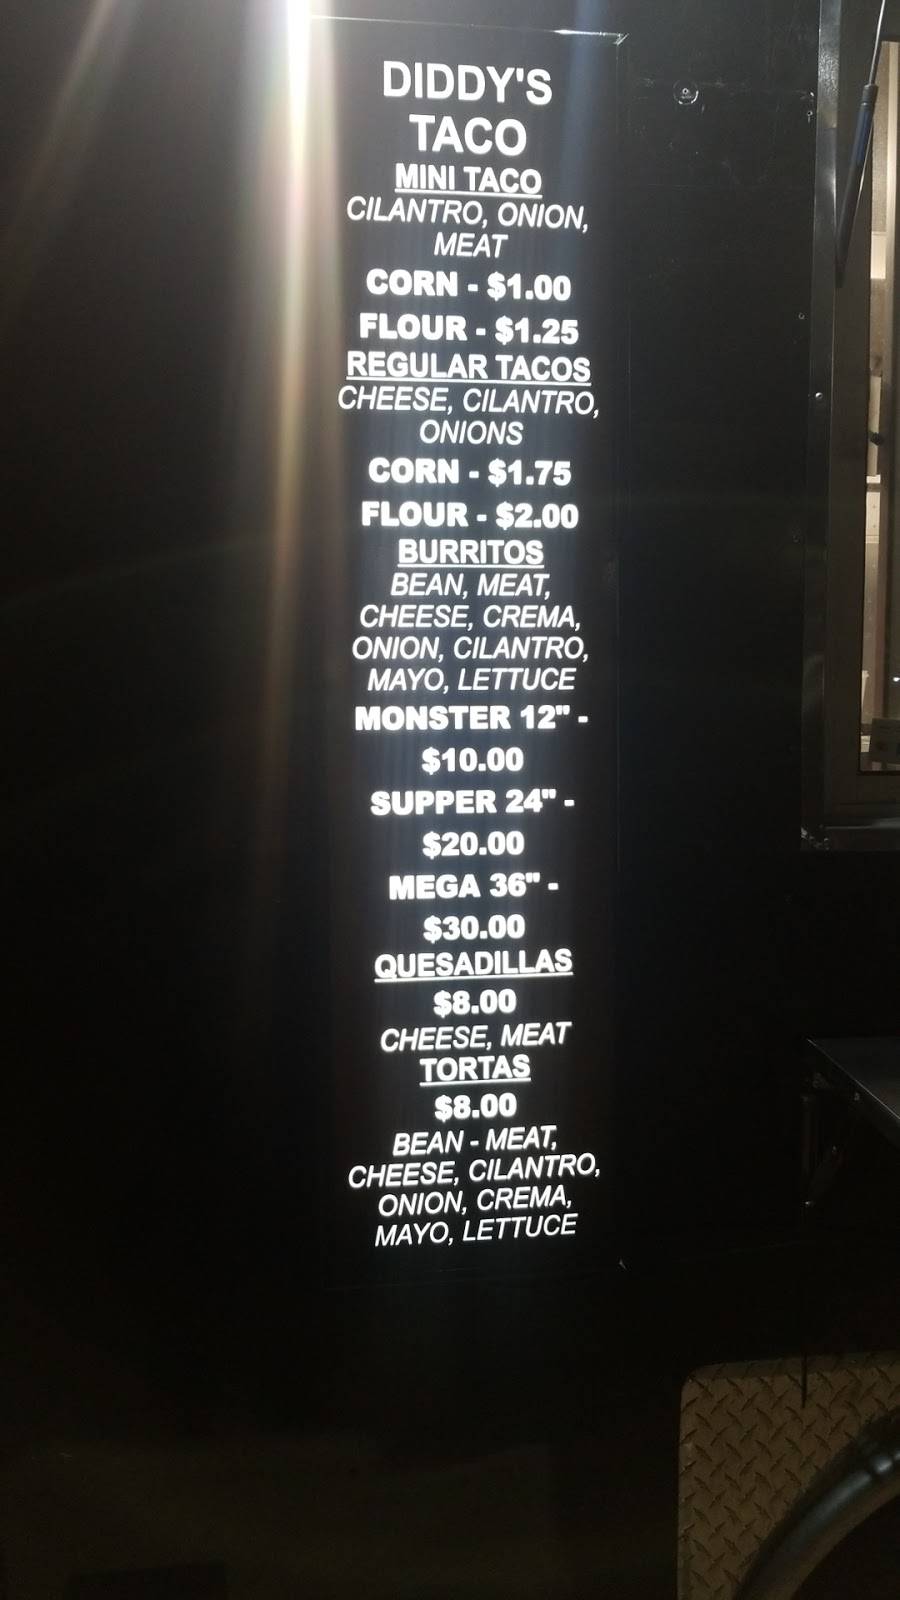 DIDDY'S
TACO
MINI TACO
CILANTRO, ONION,
MEAT
CORN - $1.00
FLOUR - $1.25
REGULAR TACOS
CHEESE, CILANTRO,
ONIONS
CORN - $1.75
FLOUR - $2.00
BURRITOS
BEAN, MEAT,
CHEESE, CREMA,
ONION, CILANTRO,
MAYO, LETTUCE
MONSTER 12" -
$10.00
SUPPER 24" -
$20.00
MEGA 36" -
$30.00
QUESADILLAS
$8.00
CHEESE, MEAT
TORTAS
$8.00
BEAN - MEAT,
CHEESE, CILANTRO,
ONION, CREMA,
MAYO, LETTUCE